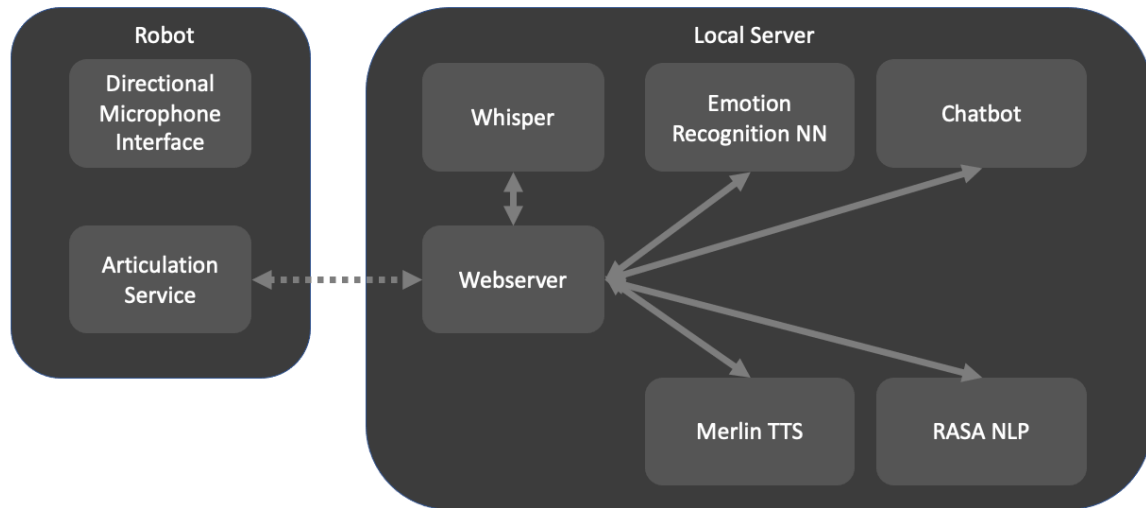 Robot
Directional
Microphone
Interface
Articulation
Service
Local Server
Whisper
Emotion
Recognition NN
Chatbot
Webserver
Merlin TTS
RASA NLP